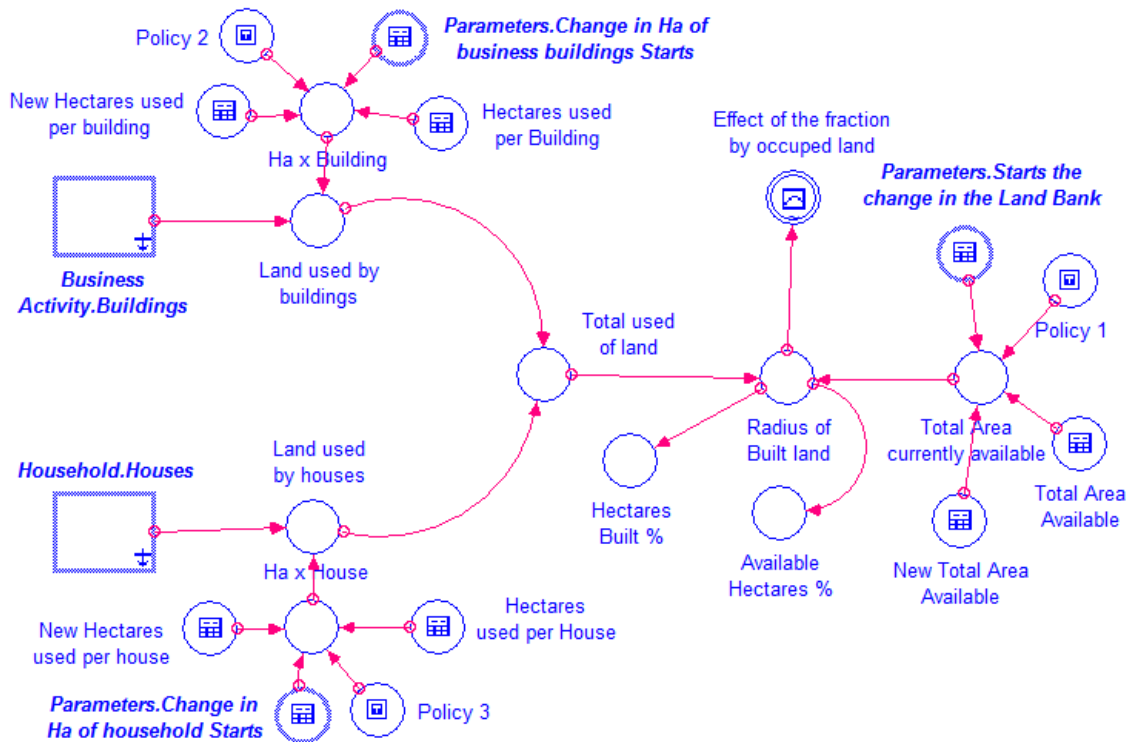 Policy 2
Parameters.Change in Ha of
business buildings Starts
New Hectares used
per building
Hectares used
per Building
Ha x Building
Effect of the fraction
by occuped land
Parameters.Starts the
change in the Land Bank
Land used by
buildings
Business
Activity.Buildings
Policy 1
Total used
of land
Radius of
Built land
Total Area
currently available
Land used
by houses
Household.Houses
Hectares
Built %
Available
Hectares %
Total Area
Available
New Total Area
Available
Ha x House
New Hectares
used per house
Hectares
used per House
Parameters.Change in
Ha of household Starts
Policy 3